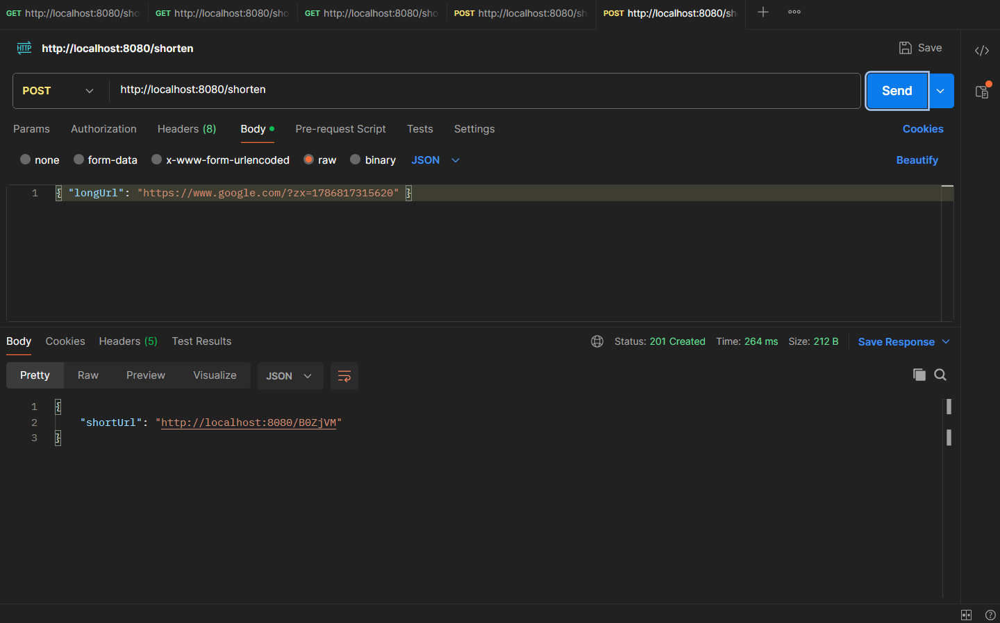 GET http://localhost:8080/sho GET http://localhost:8080/sho GET http://localhost:8080/sho POST http://localhost:8080/sh POST http://localhost:8080/sh
HTTP http://localhost:8080/shorten Save
POST http://localhost:8080/shorten Send
Params Authorization Headers (8) Body Pre-request Script Tests Settings Cookies
none form-data x-www-form-urlencoded raw binary JSON Beautify
1 { "longUrl": "https://www.google.com/?zx=1786817315620" }
Body Cookies Headers (5) Test Results Status: 201 Created Time: 264 ms Size: 212 B Save Response
Pretty Raw Preview Visualize JSON
1 {
2 "shortUrl": "http://localhost:8080/B0ZjVM"
3 }